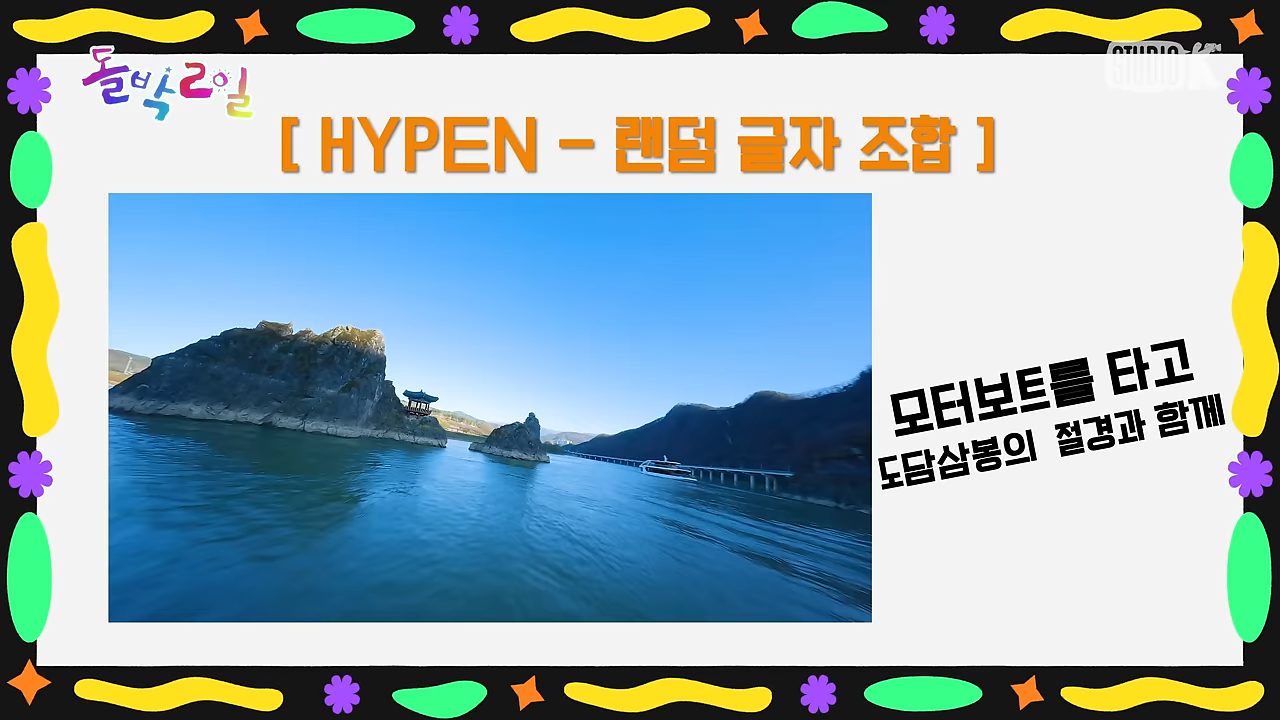 돌박2일
STUDIO K
[ HYPEN - 랜덤 글자 조합 ]
모터보트를 타고
도담삼봉의 절경과 함께